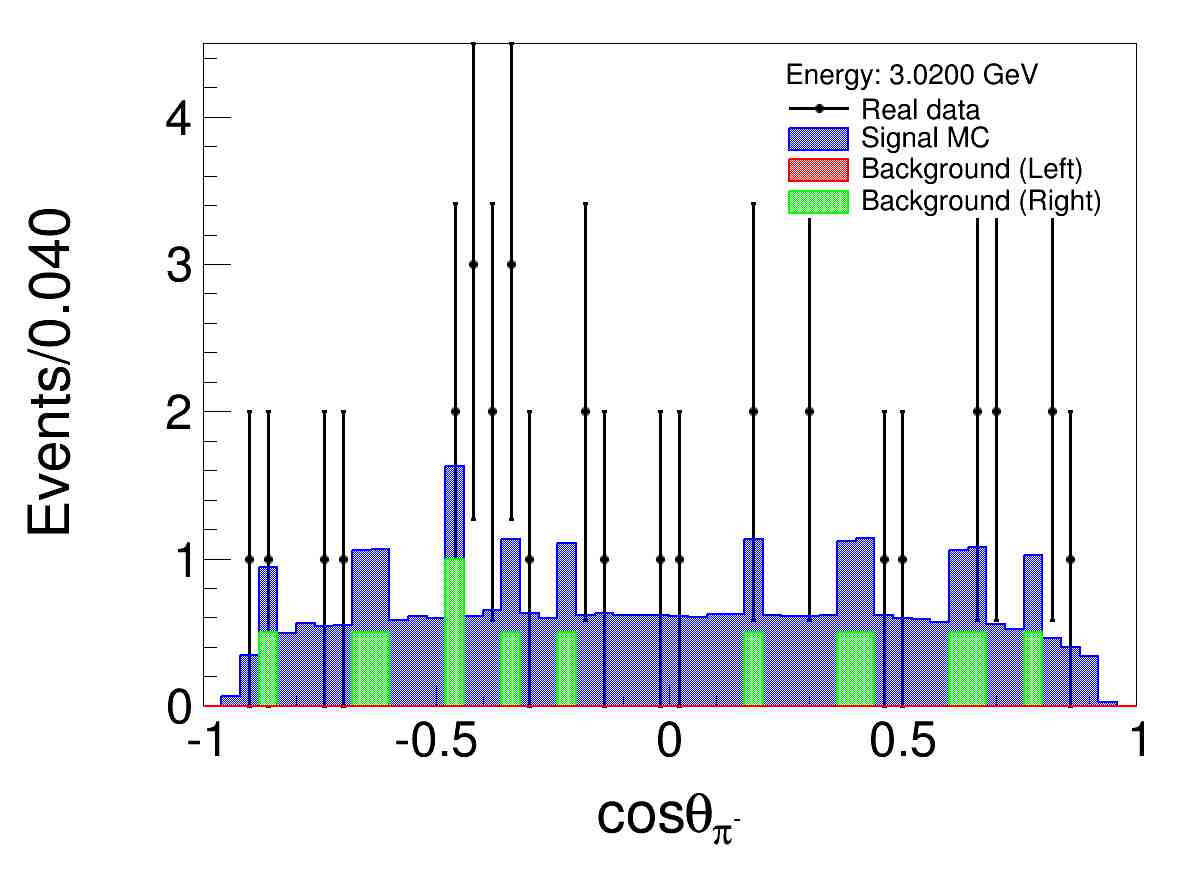 Energy: 3.0200 GeV
Real data
Signal MC
Background (Left)
Background (Right)
Events/0.040
4
3
2
1
0
-1 -0.5 0 0.5 1
cosθπ-